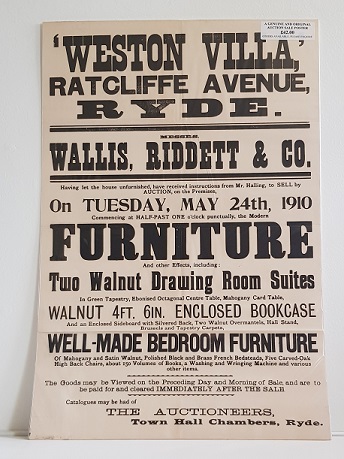 A GENUINE AND ORIGINAL
AUCTION SALE POSTER
£42.00
'WESTON VILLA,'
RATCLIFFE AVENUE,
RYDE.
MESSRS.
WALLIS, RIDDETT & CO.
Having let the house unfurnished, have received instructions from Mr. Halling, to SELL by
AUCTION, on the Premises,
On TUESDAY, MAY 24th, 1910
Commencing at HALF-PAST ONE o'clock punctually, the Modern
FURNITURE
And other Effects, including:
Two Walnut Drawing Room Suites
In Green Tapestry, Ebonised Octagonal Centre Table, Mahogany Card Table,
WALNUT 4FT. 6IN. ENCLOSED BOOKCASE
And an Enclosed Sideboard with Silvered Back, Two Walnut Overmantels, Hall Stand,
Brussels and Tapestry Carpets,
WELL-MADE BEDROOM FURNITURE
Of Mahogany and Satin Walnut, Polished Black and Brass French Bedsteads, Five Carved-Oak
High Back Chairs, about 250 Volumes of Books, a Washing and Wringing Machine and various
other items.
The Goods may be Viewed on the Preceding Day and Morning of Sale, and are to
be paid for and cleared IMMEDIATELY AFTER THE SALE.
Catalogues may be had of
THE AUCTIONEERS,
Town Hall Chambers, Ryde.